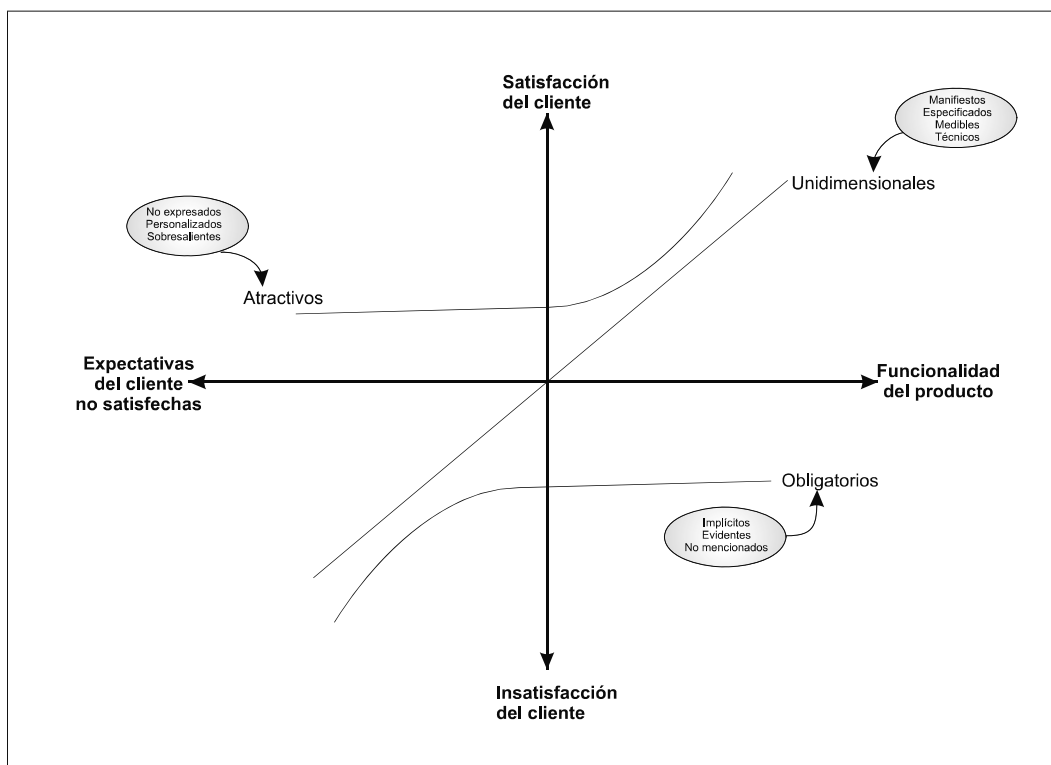 Satisfacción
del cliente
Manifiestos
Especificados
Medibles
Técnicos
Unidimensionales
No expresados
Personalizados
Sobresalientes
Atractivos
Expectativas
del cliente
no satisfechas
Funcionalidad
del producto
Obligatorios
Implícitos
Evidentes
No mencionados
Insatisfacción
del cliente